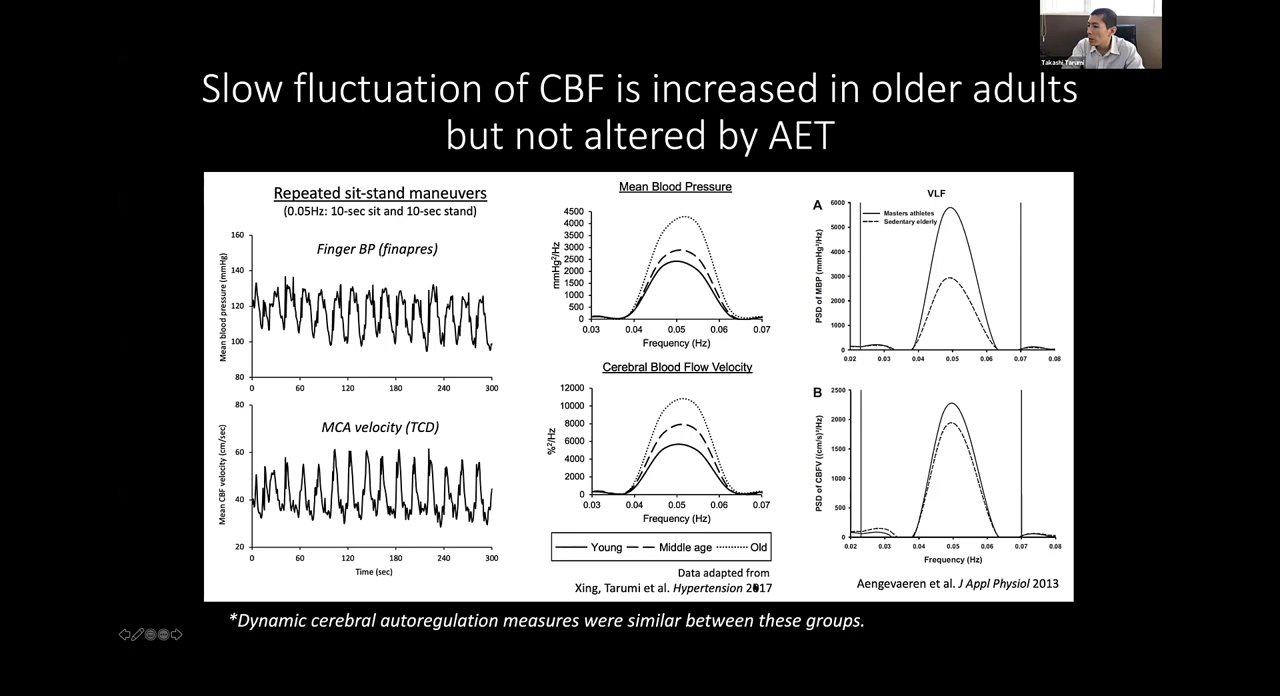 Takashi Tarumi
Slow fluctuation of CBF is increased in older adults
but not altered by AET
Repeated sit-stand maneuvers
(0.05Hz: 10-sec sit and 10-sec stand)
Finger BP (finapres)
Mean blood pressure (mmHg)
160
140
120
100
80
0 60 120 180 240 300
MCA velocity (TCD)
Mean CBF velocity (cm/sec)
80
60
40
20
0 60 120 180 240 300
Time (sec)
Mean Blood Pressure
mmHg²/Hz
4500
4000
3500
3000
2500
2000
1500
1000
500
0
0.03 0.04 0.05 0.06 0.07
Frequency (Hz)
Cerebral Blood Flow Velocity
%²/Hz
12000
10000
8000
6000
4000
2000
0
0.03 0.04 0.05 0.06 0.07
Frequency (Hz)
Young Middle age Old
Data adapted from
Xing, Tarumi et al. Hypertension 2017
VLF
A
Masters athletes
Sedentary elderly
PSD of MBP (mmHg²/Hz)
6000
5000
4000
3000
2000
1000
0
0.02 0.03 0.04 0.05 0.06 0.07 0.08
B
PSD of CBFV ((cm/s)²/Hz)
2500
2000
1500
1000
500
0
0.02 0.03 0.04 0.05 0.06 0.07 0.08
Frequency (Hz)
Aengevaeren et al. J Appl Physiol 2013
*Dynamic cerebral autoregulation measures were similar between these groups.